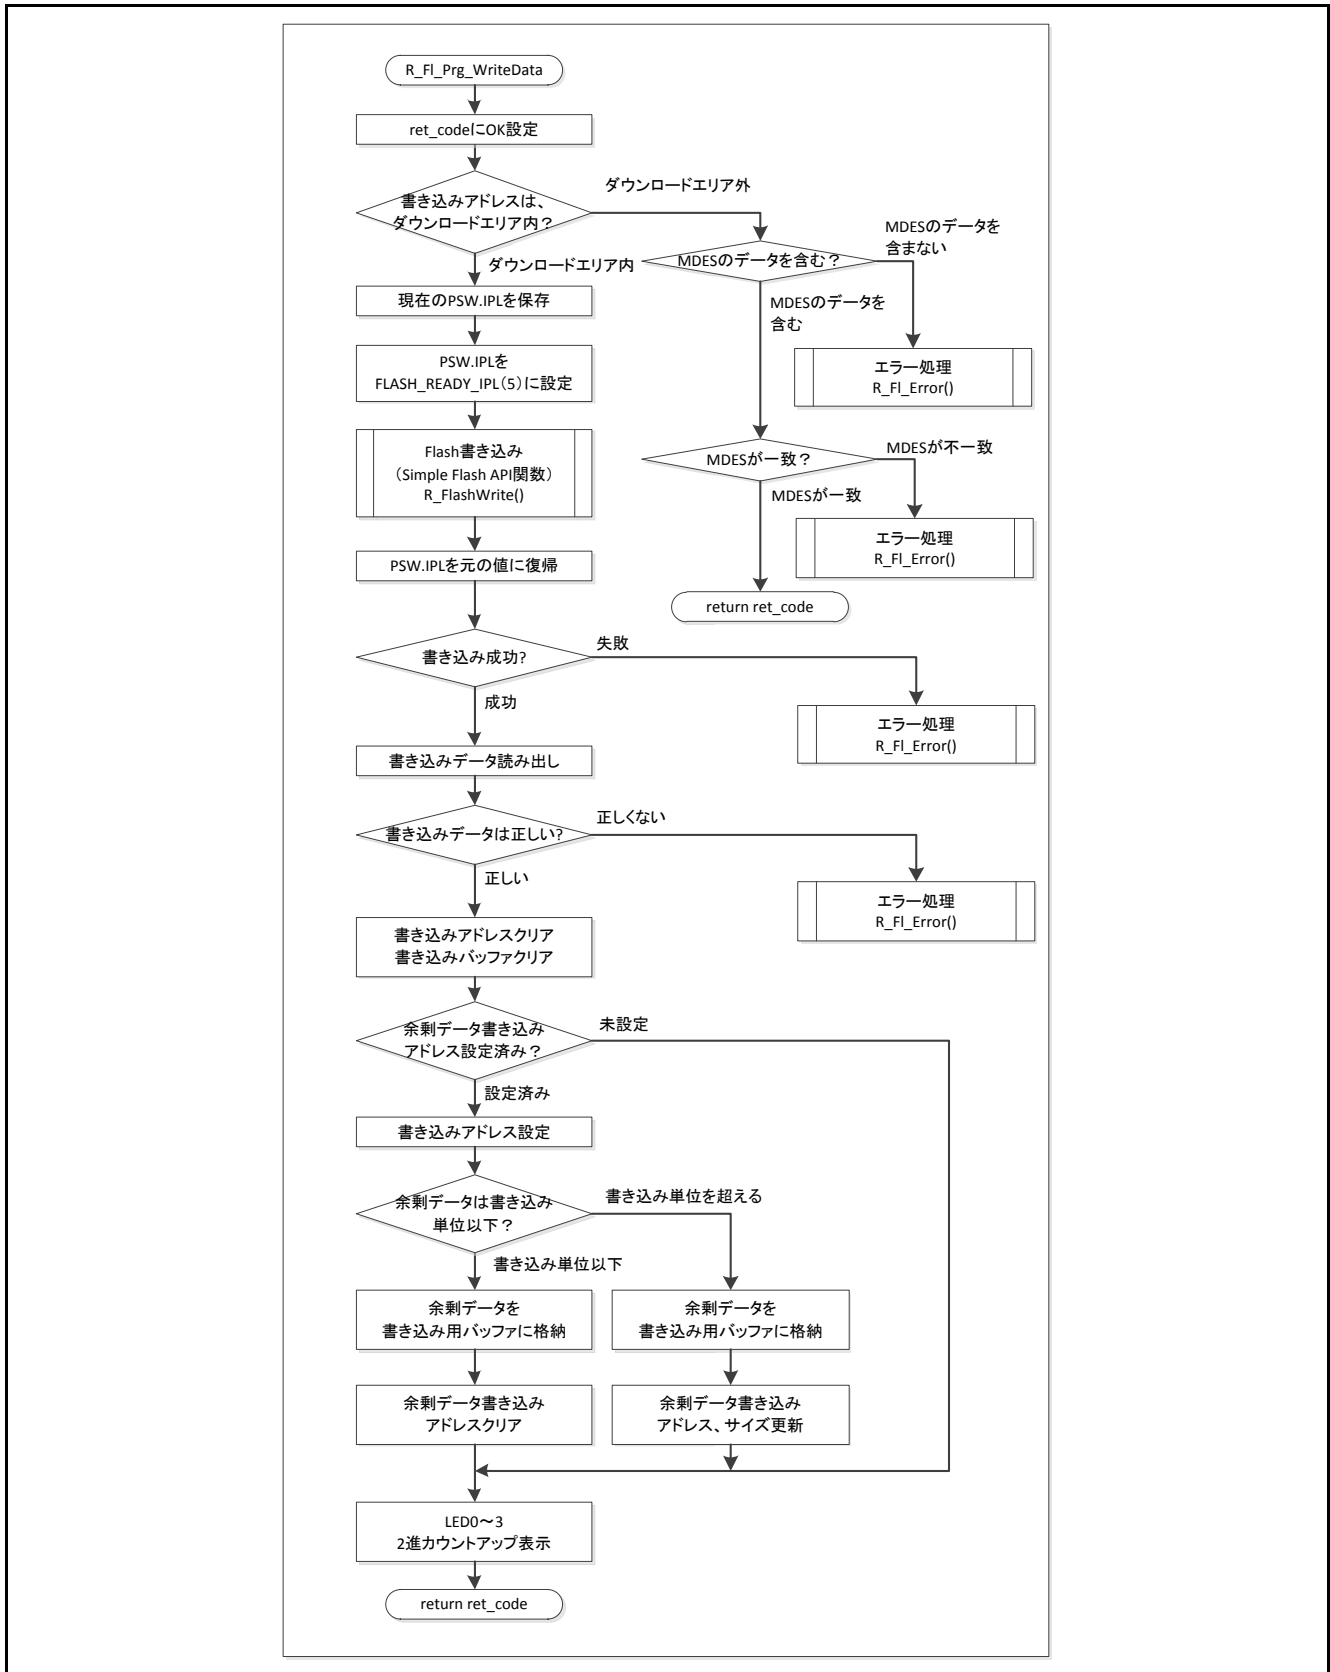 R_Fl_Prg_WriteData
ret_codeにOK設定
書き込みアドレスは、
ダウンロードエリア内？
ダウンロードエリア外
ダウンロードエリア内
MDESのデータを含む？
MDESのデータを
含まない
MDESのデータを
含む
エラー処理
R_Fl_Error()
現在のPSW.IPLを保存
PSW.IPLを
FLASH_READY_IPL（5）に設定
Flash書き込み
（Simple Flash API関数）
R_FlashWrite()
MDESが一致？
MDESが不一致
MDESが一致
エラー処理
R_Fl_Error()
return ret_code
PSW.IPLを元の値に復帰
書き込み成功?
失敗
成功
エラー処理
R_Fl_Error()
書き込みデータ読み出し
書き込みデータは正しい?
正しくない
正しい
エラー処理
R_Fl_Error()
書き込みアドレスクリア
書き込みバッファクリア
余剰データ書き込み
アドレス設定済み？
未設定
設定済み
書き込みアドレス設定
余剰データは書き込み
単位以下？
書き込み単位を超える
書き込み単位以下
余剰データを
書き込み用バッファに格納
余剰データを
書き込み用バッファに格納
余剰データ書き込み
アドレスクリア
余剰データ書き込み
アドレス、サイズ更新
LED0～3
2進カウントアップ表示
return ret_code